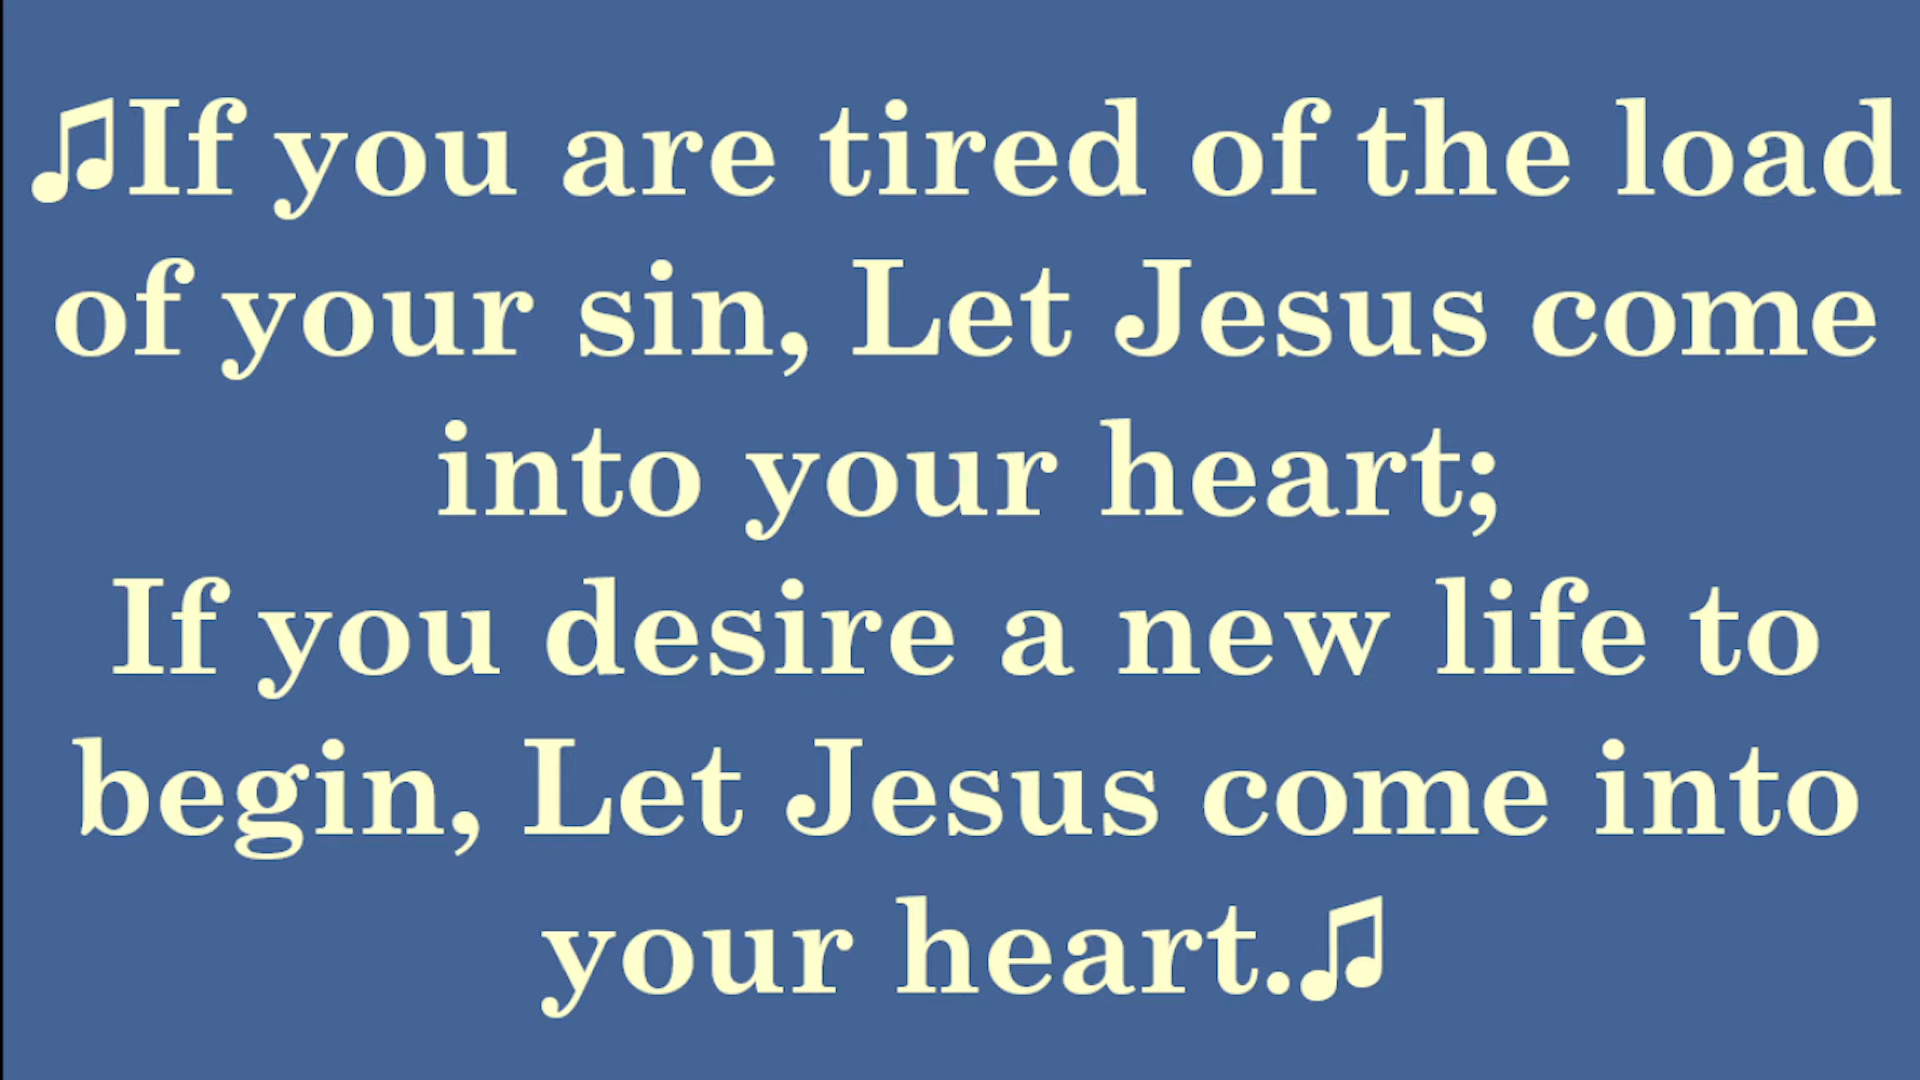 ♫If you are tired of the load
of your sin, Let Jesus come
into your heart;
If you desire a new life to
begin, Let Jesus come into
your heart.♫